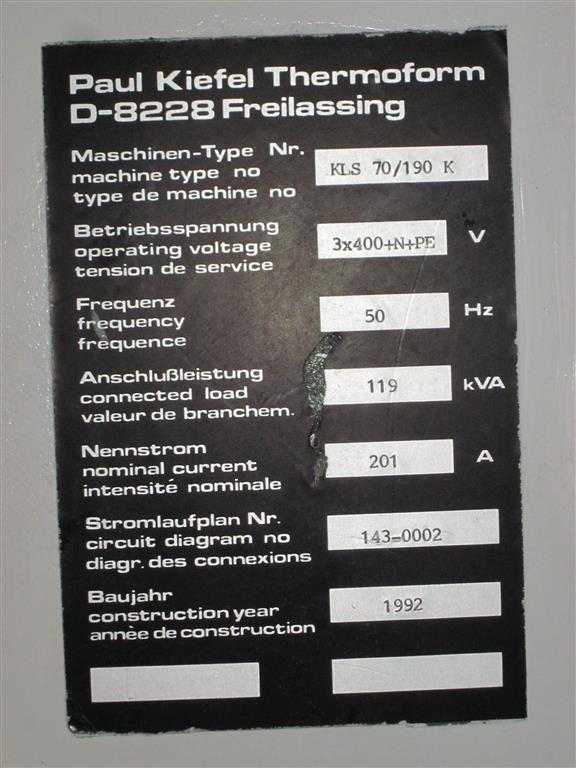 Paul Kiefel Thermoform
D-8228 Freilassing
Maschinen-Type Nr.
machine type no
type de machine no
KLS 70/190 K
Betriebsspannung
operating voltage
tension de service
3x400+N+PE V
Frequenz
frequency
fréquence
50 Hz
Anschlußleistung
connected load
valeur de branchem.
119 kVA
Nennstrom
nominal current
intensité nominale
201 A
Stromlaufplan Nr.
circuit diagram no
diagr. des connexions
143-0002
Baujahr
construction year
annèe de construction
1992